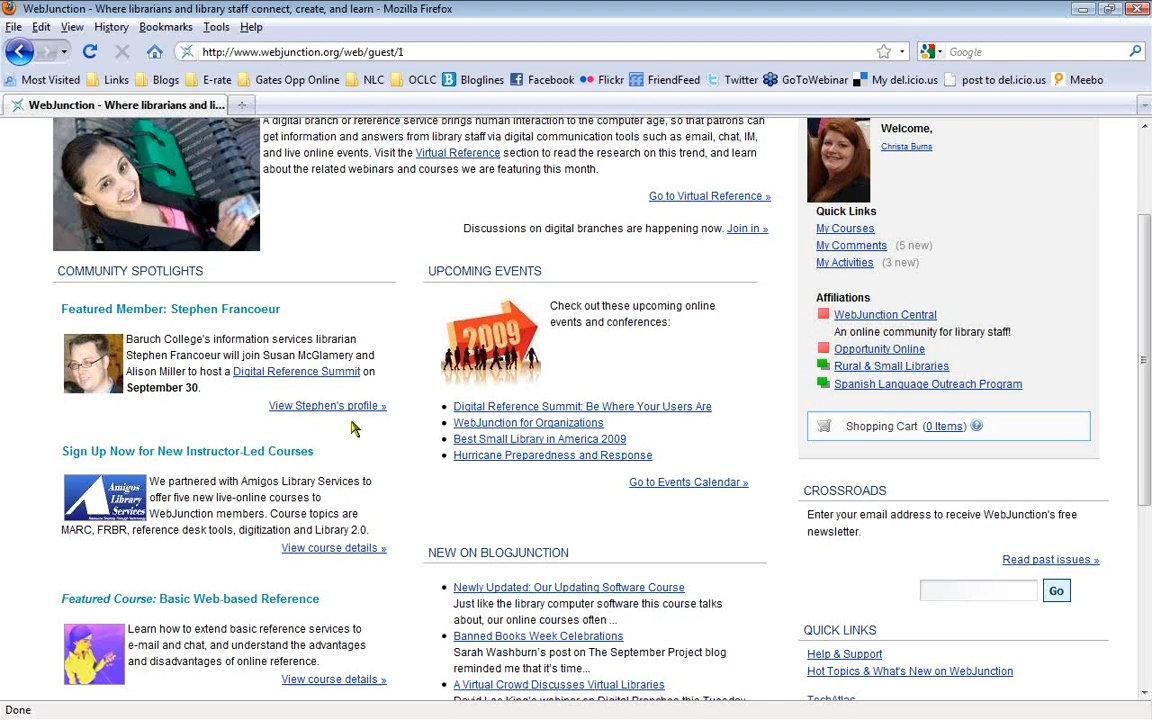 WebJunction - Where librarians and library staff connect, create, and learn - Mozilla Firefox
File Edit View History Bookmarks Tools Help
http://www.webjunction.org/web/guest/1
Google
Most Visited Links Blogs E-rate Gates Opp Online NLC OCLC Bloglines Facebook Flickr FriendFeed Twitter GoToWebinar My del.icio.us post to del.icio.us Meebo
WebJunction - Where librarians and li...
A digital branch or reference service brings human interaction to the computer age, so that patrons can
get information and answers from library staff via digital communication tools such as email, chat, IM,
and live online events. Visit the Virtual Reference section to read the research on this trend, and learn
about the related webinars and courses we are featuring this month.
Go to Virtual Reference »
Discussions on digital branches are happening now. Join in »
COMMUNITY SPOTLIGHTS
Featured Member: Stephen Francoeur
Baruch College's information services librarian
Stephen Francoeur will join Susan McGlamery and
Alison Miller to host a Digital Reference Summit on
September 30.
View Stephen's profile »
Sign Up Now for New Instructor-Led Courses
Amigos
Library
Services
We partnered with Amigos Library Services to
offer five new live-online courses to
WebJunction members. Course topics are
MARC, FRBR, reference desk tools, digitization and Library 2.0.
View course details »
Featured Course: Basic Web-based Reference
Learn how to extend basic reference services to
e-mail and chat, and understand the advantages
and disadvantages of online reference.
View course details »
UPCOMING EVENTS
2009
Check out these upcoming online
events and conferences:
Digital Reference Summit: Be Where Your Users Are
WebJunction for Organizations
Best Small Library in America 2009
Hurricane Preparedness and Response
Go to Events Calendar »
NEW ON BLOGJUNCTION
Newly Updated: Our Updating Software Course
Just like the library computer software this course talks
about, our online courses often ...
Banned Books Week Celebrations
Sarah Washburn's post on The September Project blog
reminded me that it's time...
A Virtual Crowd Discusses Virtual Libraries
David Lee King's webinar on Digital Branches this Tuesday
Welcome,
Christa Burns
Quick Links
My Courses
My Comments (5 new)
My Activities (3 new)
Affiliations
WebJunction Central
An online community for library staff!
Opportunity Online
Rural & Small Libraries
Spanish Language Outreach Program
Shopping Cart (0 Items)
CROSSROADS
Enter your email address to receive WebJunction's free
newsletter.
Read past issues »
Go
QUICK LINKS
Help & Support
Hot Topics & What's New on WebJunction
TechAtlas
Done